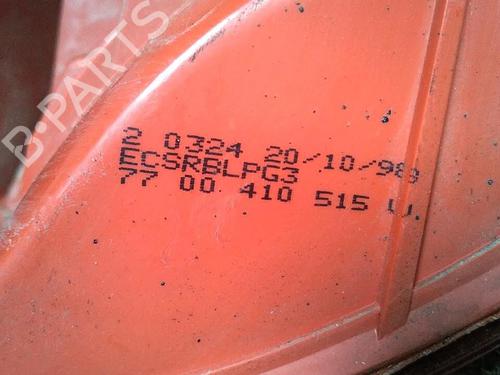 B-PARTS
2 0324 20/10/98
ECSRBLPG3
77 00 410 515 U.